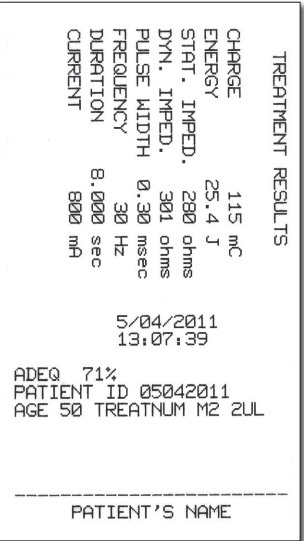 TREATMENT RESULTS
CHARGE 115 mC
ENERGY 25.4 J
STAT. IMPED. 280 ohms
DYN. IMPED. 301 ohms
PULSE WIDTH 0.30 msec
FREQUENCY 30 Hz
DURATION 8.000 sec
CURRENT 800 mA
5/04/2011
13:07:39
ADEQ 71%
PATIENT ID 05042011
AGE 50 TREATNUM M2 2UL
PATIENT'S NAME